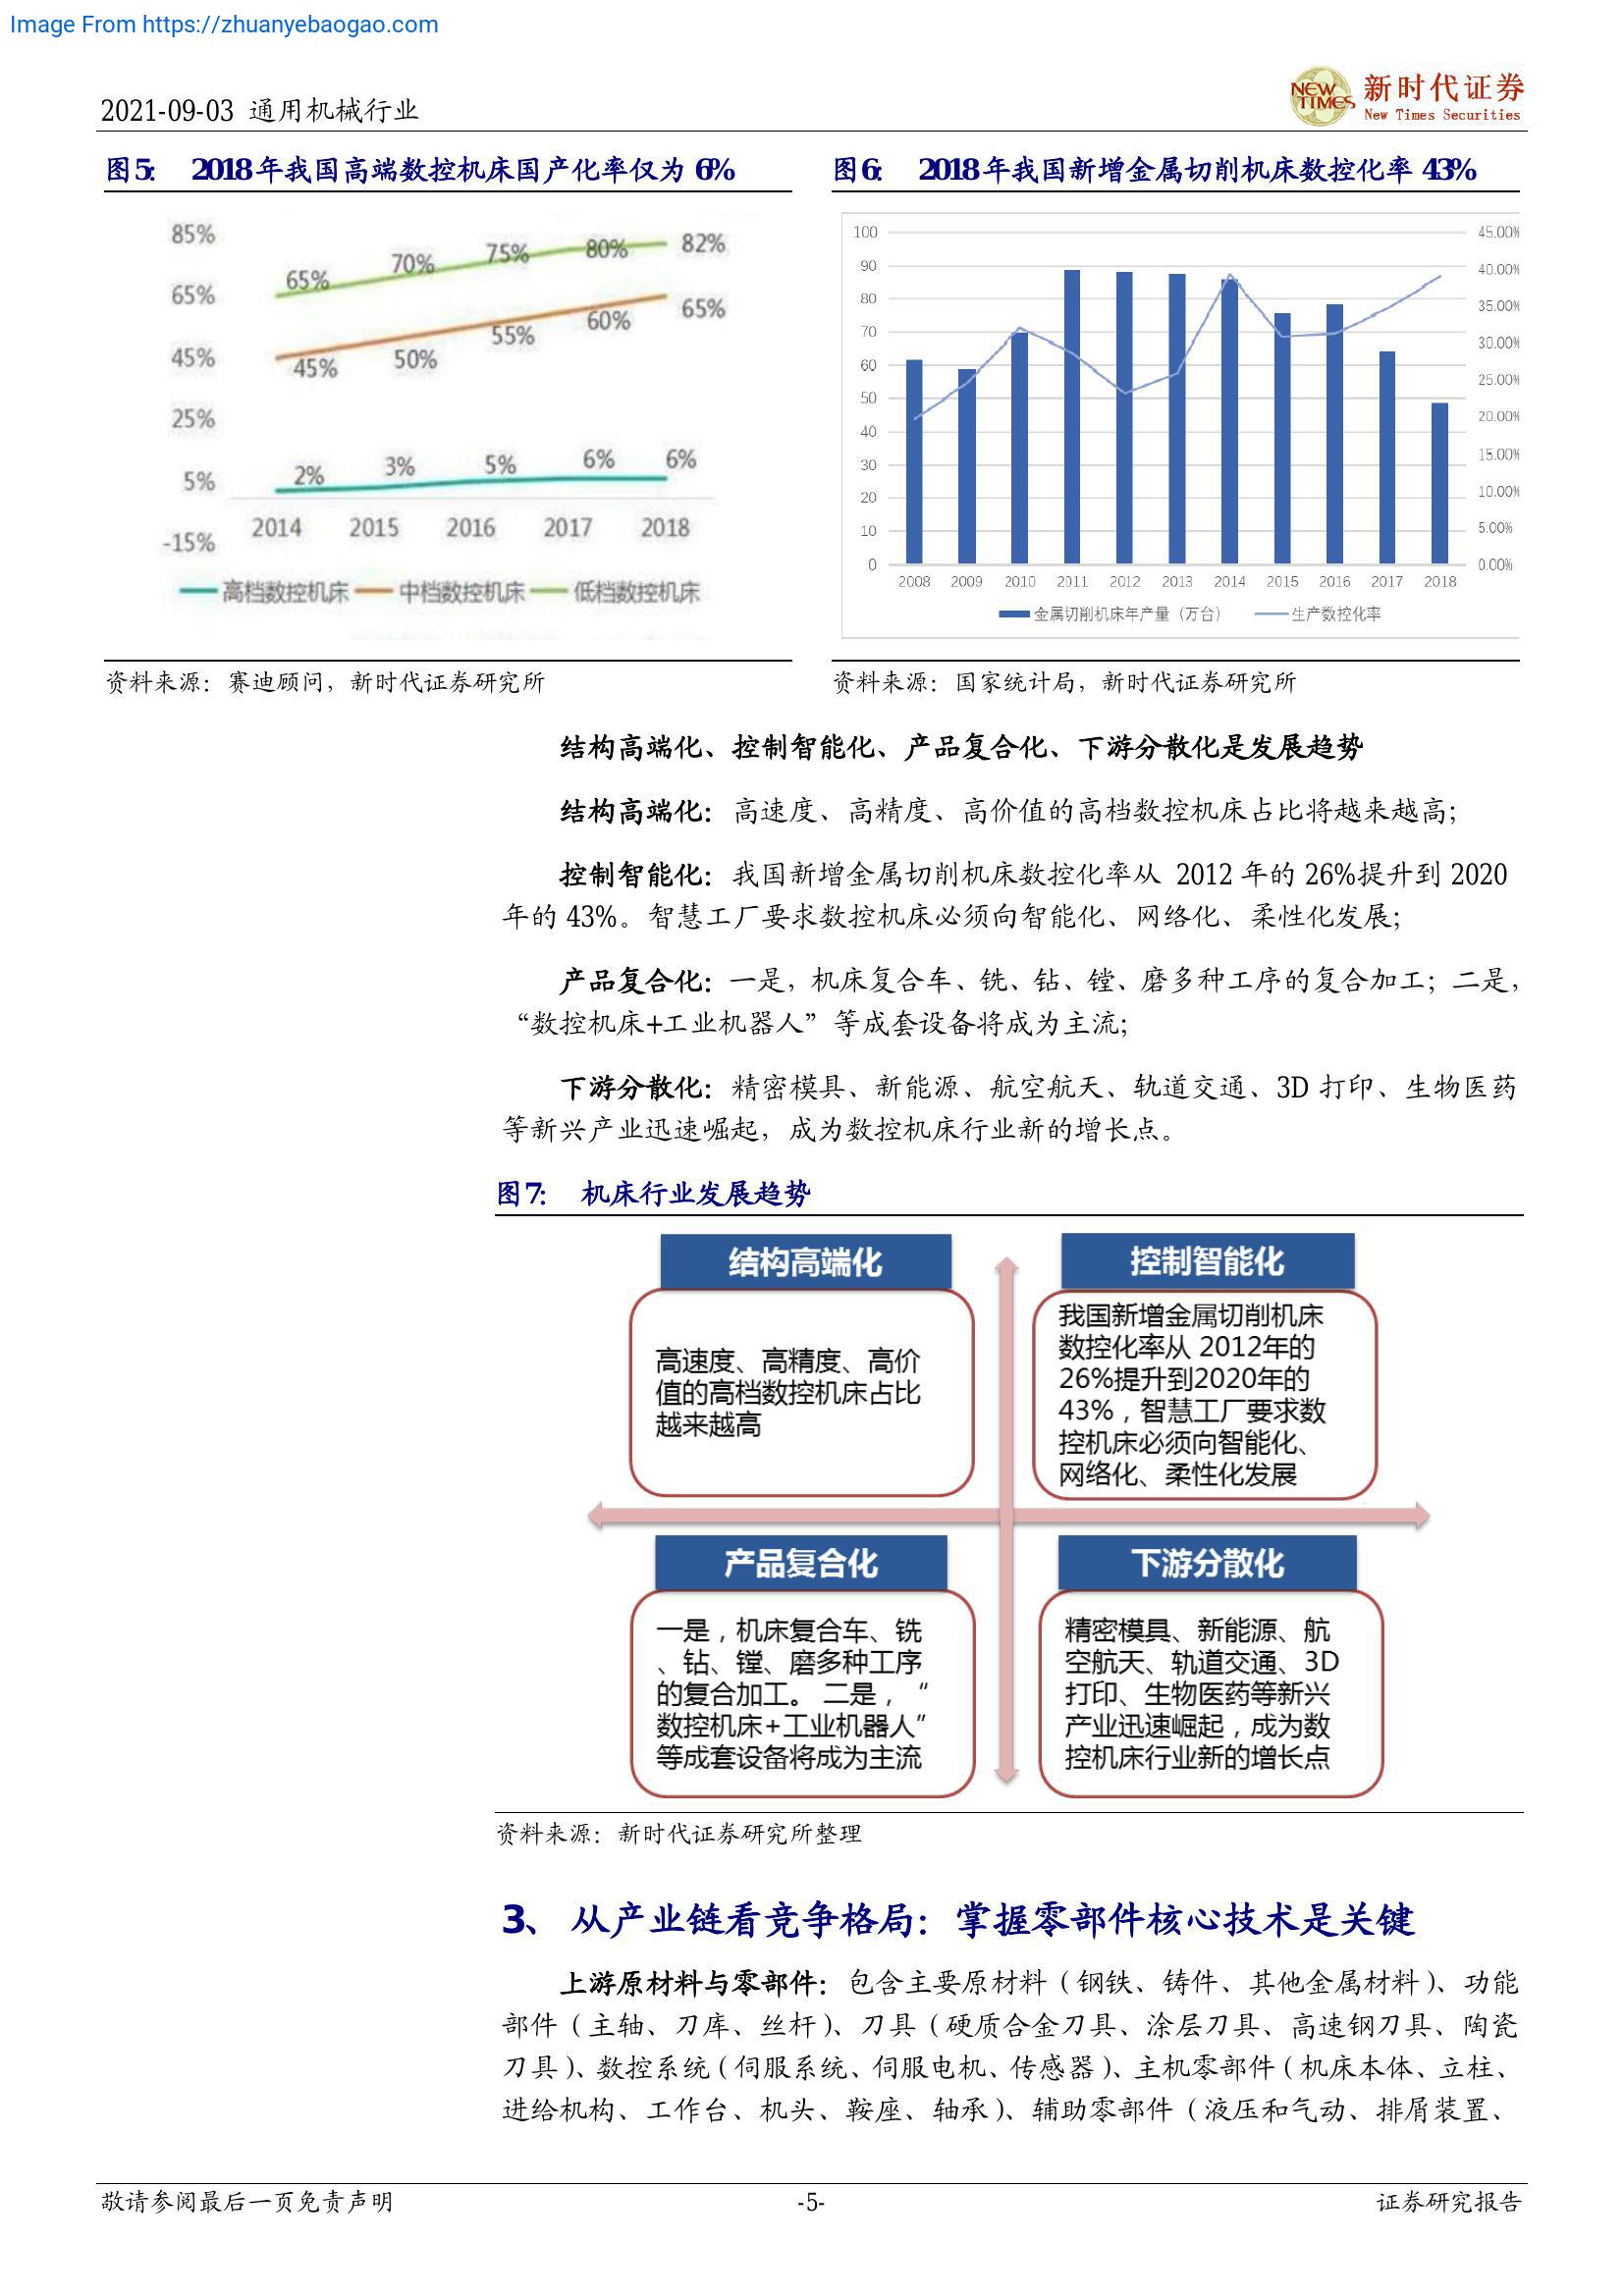 Image From https://zhuanyebaogao.com
2021-09-03 通用机械行业
NEW TIMES
新时代证券
New Times Securities
图5: 2018年我国高端数控机床国产化率仅为 6%
85%
65%
45%
25%
5%
-15%
65%
70%
75%
80%
82%
45%
50%
55%
60%
65%
2%
3%
5%
6%
6%
2014 2015 2016 2017 2018
高档数控机床 中档数控机床 低档数控机床
资料来源：赛迪顾问，新时代证券研究所
图6: 2018年我国新增金属切削机床数控化率 43%
100
90
80
70
60
50
40
30
20
10
0
45.00%
40.00%
35.00%
30.00%
25.00%
20.00%
15.00%
10.00%
5.00%
0.00%
2008 2009 2010 2011 2012 2013 2014 2015 2016 2017 2018
金属切削机床年产量（万台） 生产数控化率
资料来源：国家统计局，新时代证券研究所
结构高端化、控制智能化、产品复合化、下游分散化是发展趋势
结构高端化：高速度、高精度、高价值的高档数控机床占比将越来越高；
控制智能化：我国新增金属切削机床数控化率从 2012 年的 26%提升到 2020
年的 43%。智慧工厂要求数控机床必须向智能化、网络化、柔性化发展；
产品复合化：一是，机床复合车、铣、钻、镗、磨多种工序的复合加工；二是，
“数控机床+工业机器人”等成套设备将成为主流；
下游分散化：精密模具、新能源、航空航天、轨道交通、3D 打印、生物医药
等新兴产业迅速崛起，成为数控机床行业新的增长点。
图7: 机床行业发展趋势
结构高端化
高速度、高精度、高价
值的高档数控机床占比
越来越高
控制智能化
我国新增金属切削机床
数控化率从 2012年的
26%提升到2020年的
43%，智慧工厂要求数
控机床必须向智能化、
网络化、柔性化发展
产品复合化
一是，机床复合车、铣
、钻、镗、磨多种工序
的复合加工。 二是，“
数控机床+工业机器人”
等成套设备将成为主流
下游分散化
精密模具、新能源、航
空航天、轨道交通、3D
打印、生物医药等新兴
产业迅速崛起，成为数
控机床行业新的增长点
资料来源：新时代证券研究所整理
3、 从产业链看竞争格局：掌握零部件核心技术是关键
上游原材料与零部件：包含主要原材料（钢铁、铸件、其他金属材料）、功能
部件（主轴、刀库、丝杆）、刀具（硬质合金刀具、涂层刀具、高速钢刀具、陶瓷
刀具）、数控系统（伺服系统、伺服电机、传感器）、主机零部件（机床本体、立柱、
进给机构、工作台、机头、鞍座、轴承）、辅助零部件（液压和气动、排屑装置、
敬请参阅最后一页免责声明
-5-
证券研究报告